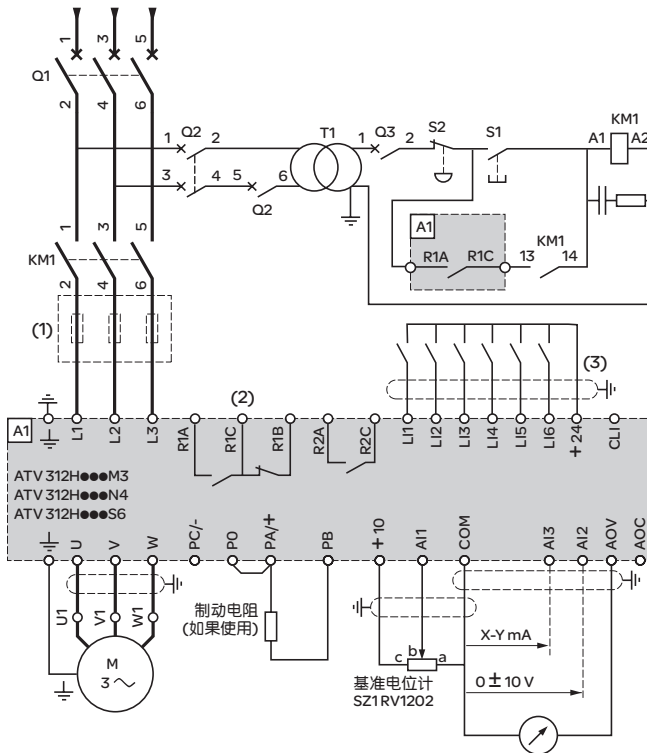 1 3 5
Q1
2 4 6
1 Q2 2 T1 1 Q3 2 S2 S1 KM1
A1 A2
3 4 5 6
Q2
1 3 5
A1
KM1
R1A R1C 13 KM1 14
2 4 6
(1)
(2) (3)
A1
L1 L2 L3 R1A R1C R1B R2A R2C LI1 LI2 LI3 LI4 LI5 LI6 +24 CLI
ATV 312H●●●M3
ATV 312H●●●N4
ATV 312H●●●S6
U V W PC/- P0 PA/+ PB +10 AI1 COM AI3 AI2 AOV AOC
U1 V1 W1
制动电阻
(如果使用)
X-Y mA
c b a
M
3
基准电位计
SZ1 RV1202
0±10 V